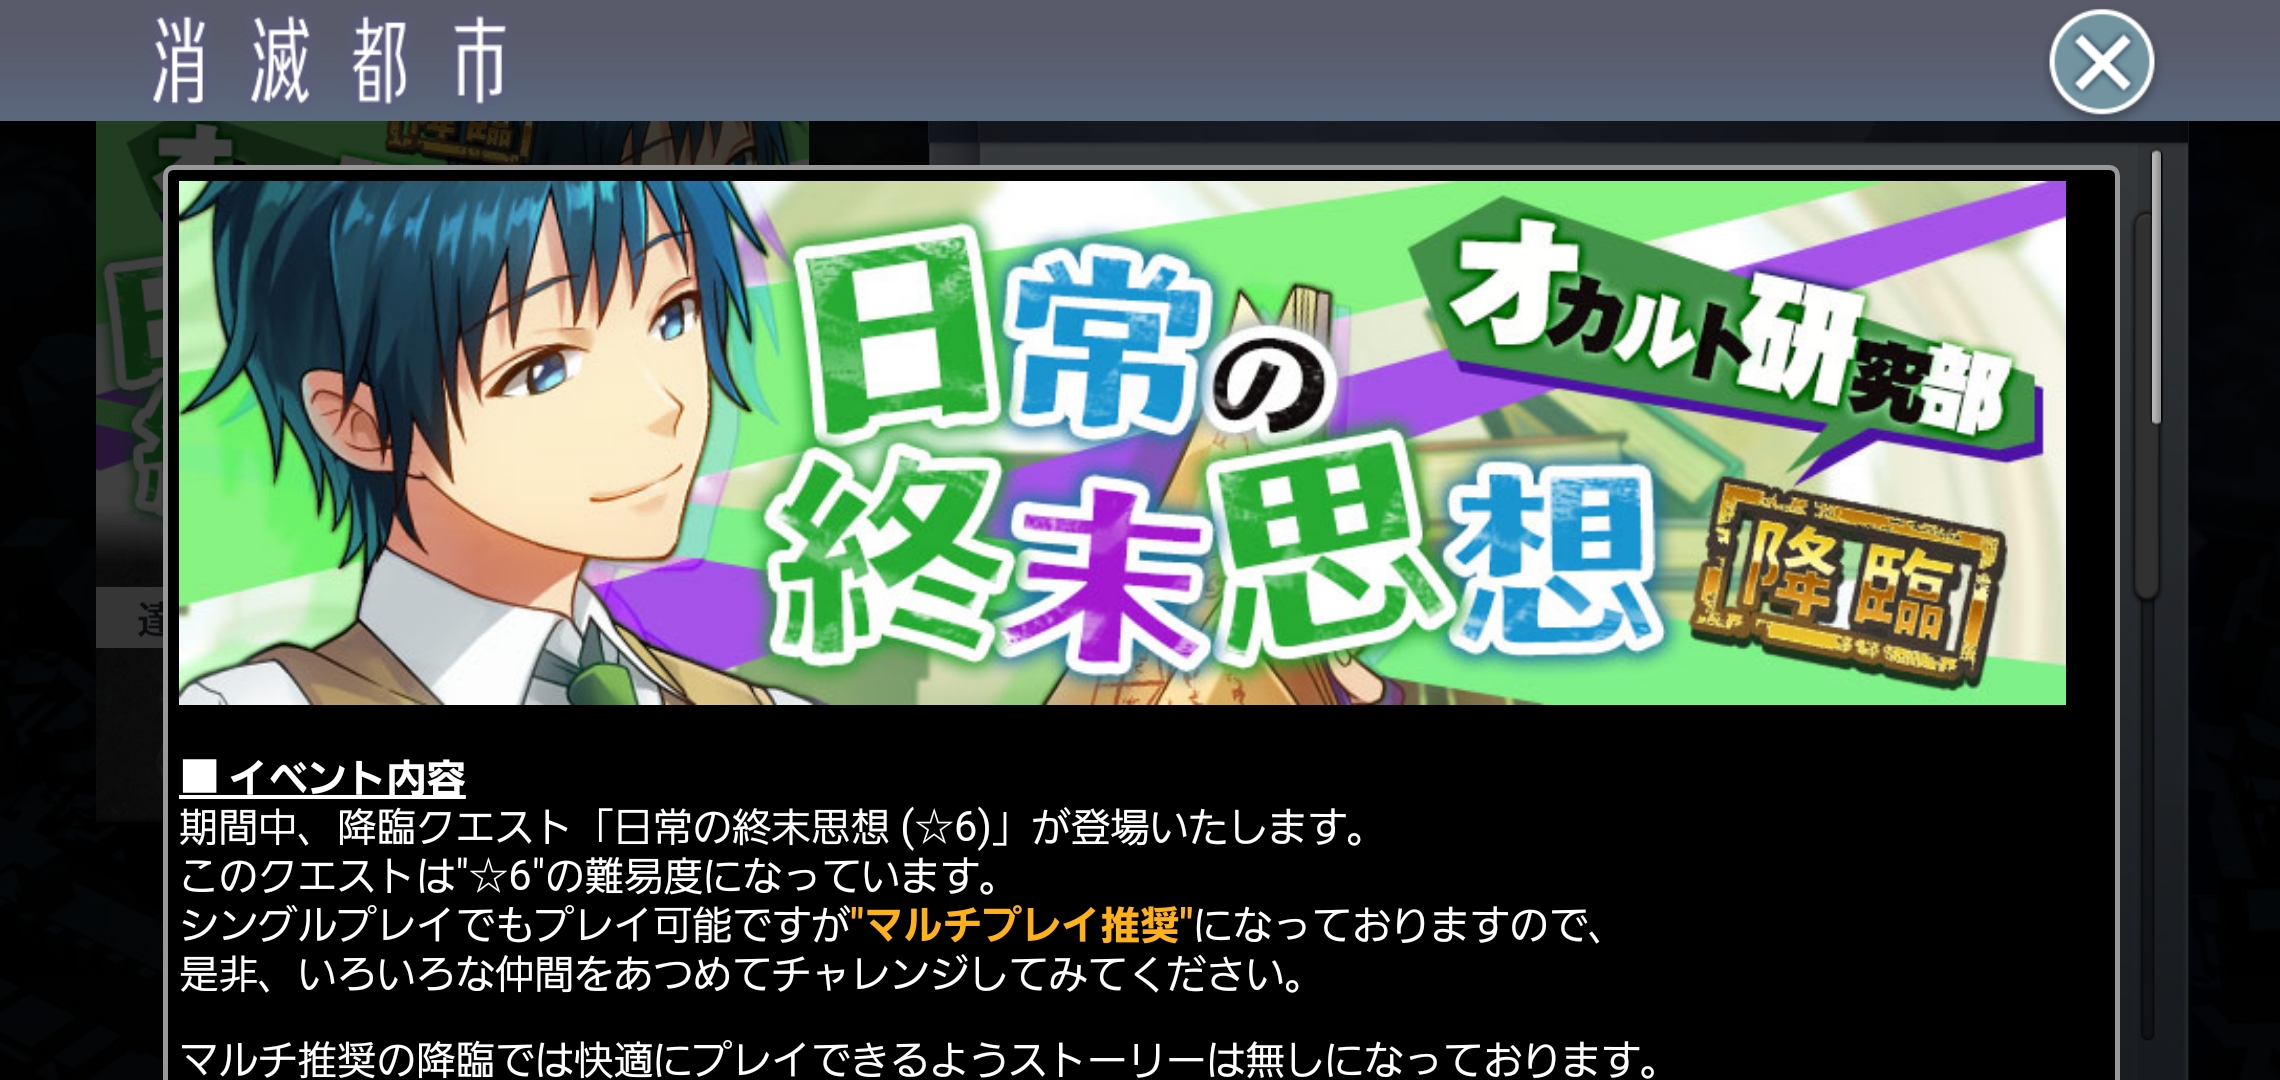 消滅都市
オカルト研究部
日常の
終末思想
降臨
■ イベント内容
期間中、降臨クエスト「日常の終末思想 (☆6)」が登場いたします。
このクエストは"☆6"の難易度になっています。
シングルプレイでもプレイ可能ですが"マルチプレイ推奨"になっておりますので、
是非、いろいろな仲間をあつめてチャレンジしてみてください。
マルチ推奨の降臨では快適にプレイできるようストーリーは無しになっております。